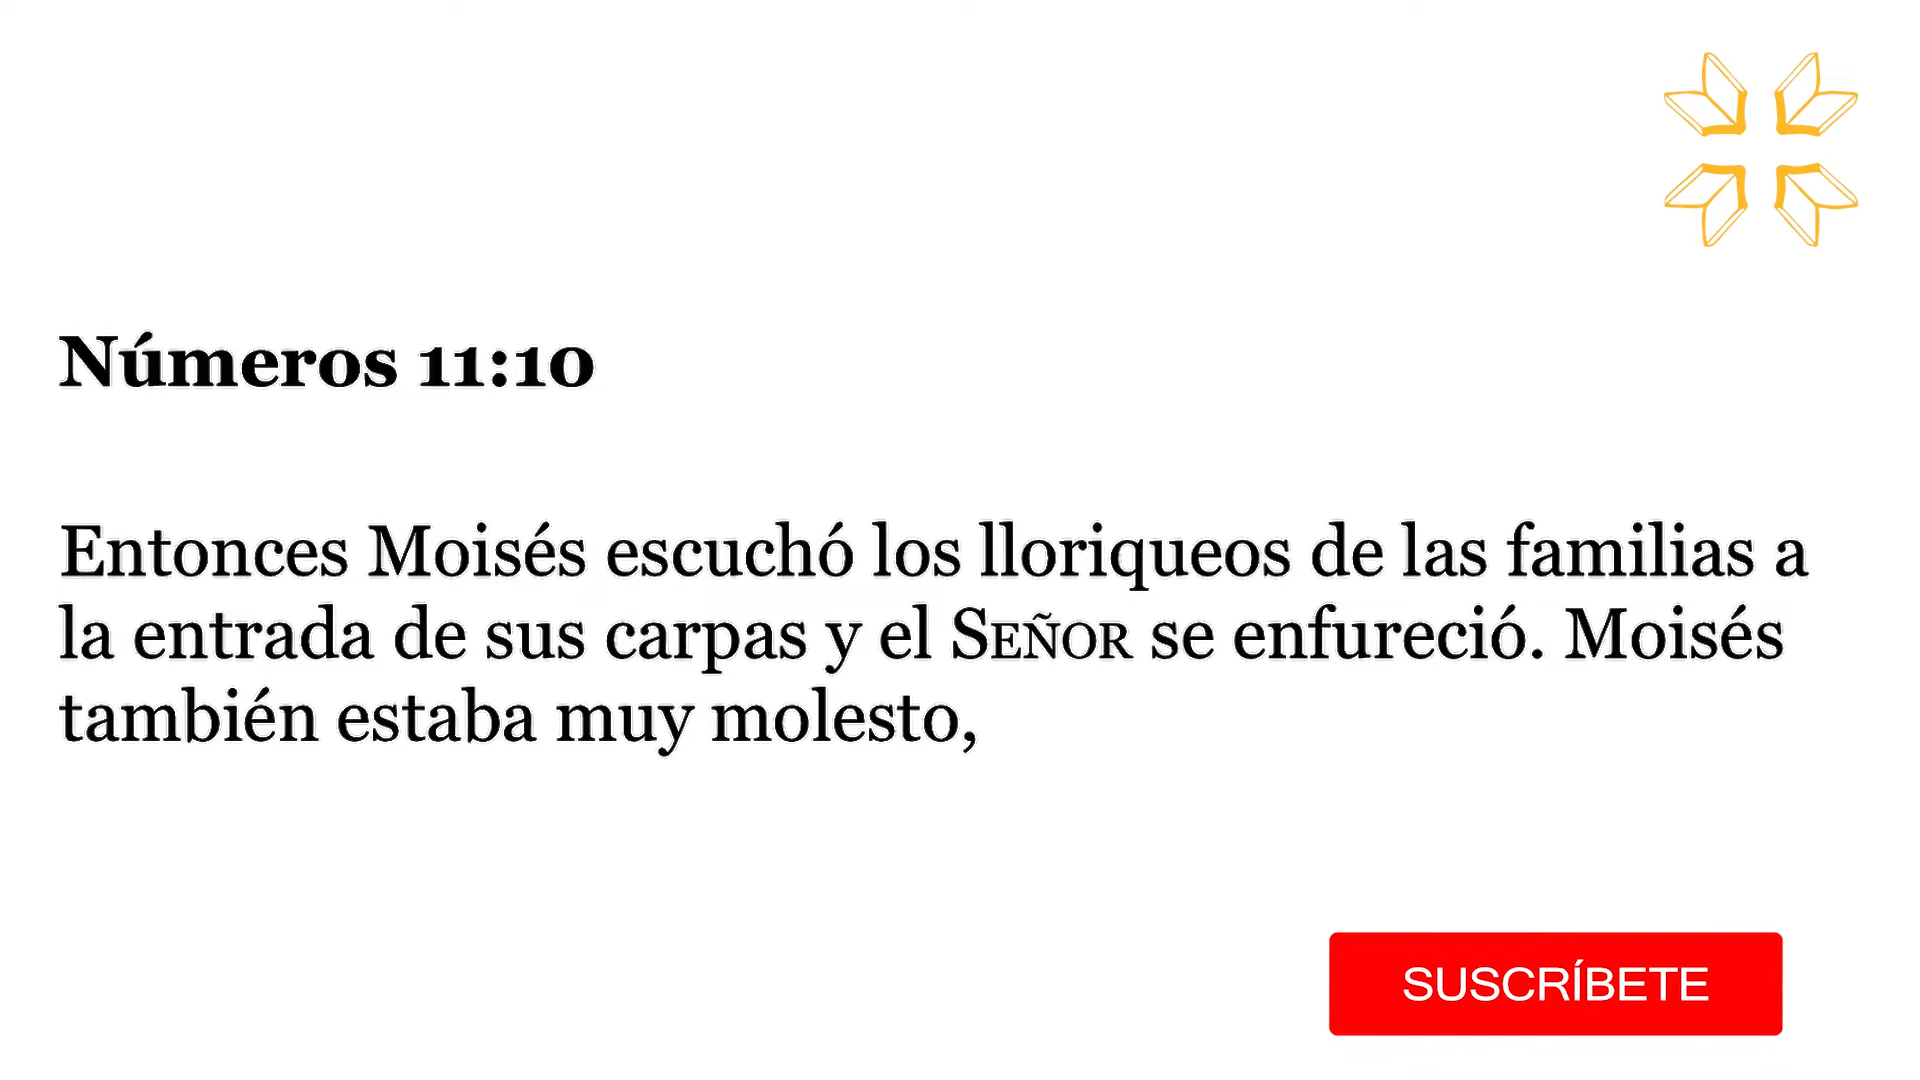 Números 11:10
Entonces Moisés escuchó los lloriqueos de las familias a
la entrada de sus carpas y el SEÑOR se enfureció. Moisés
también estaba muy molesto,
SUSCRÍBETE